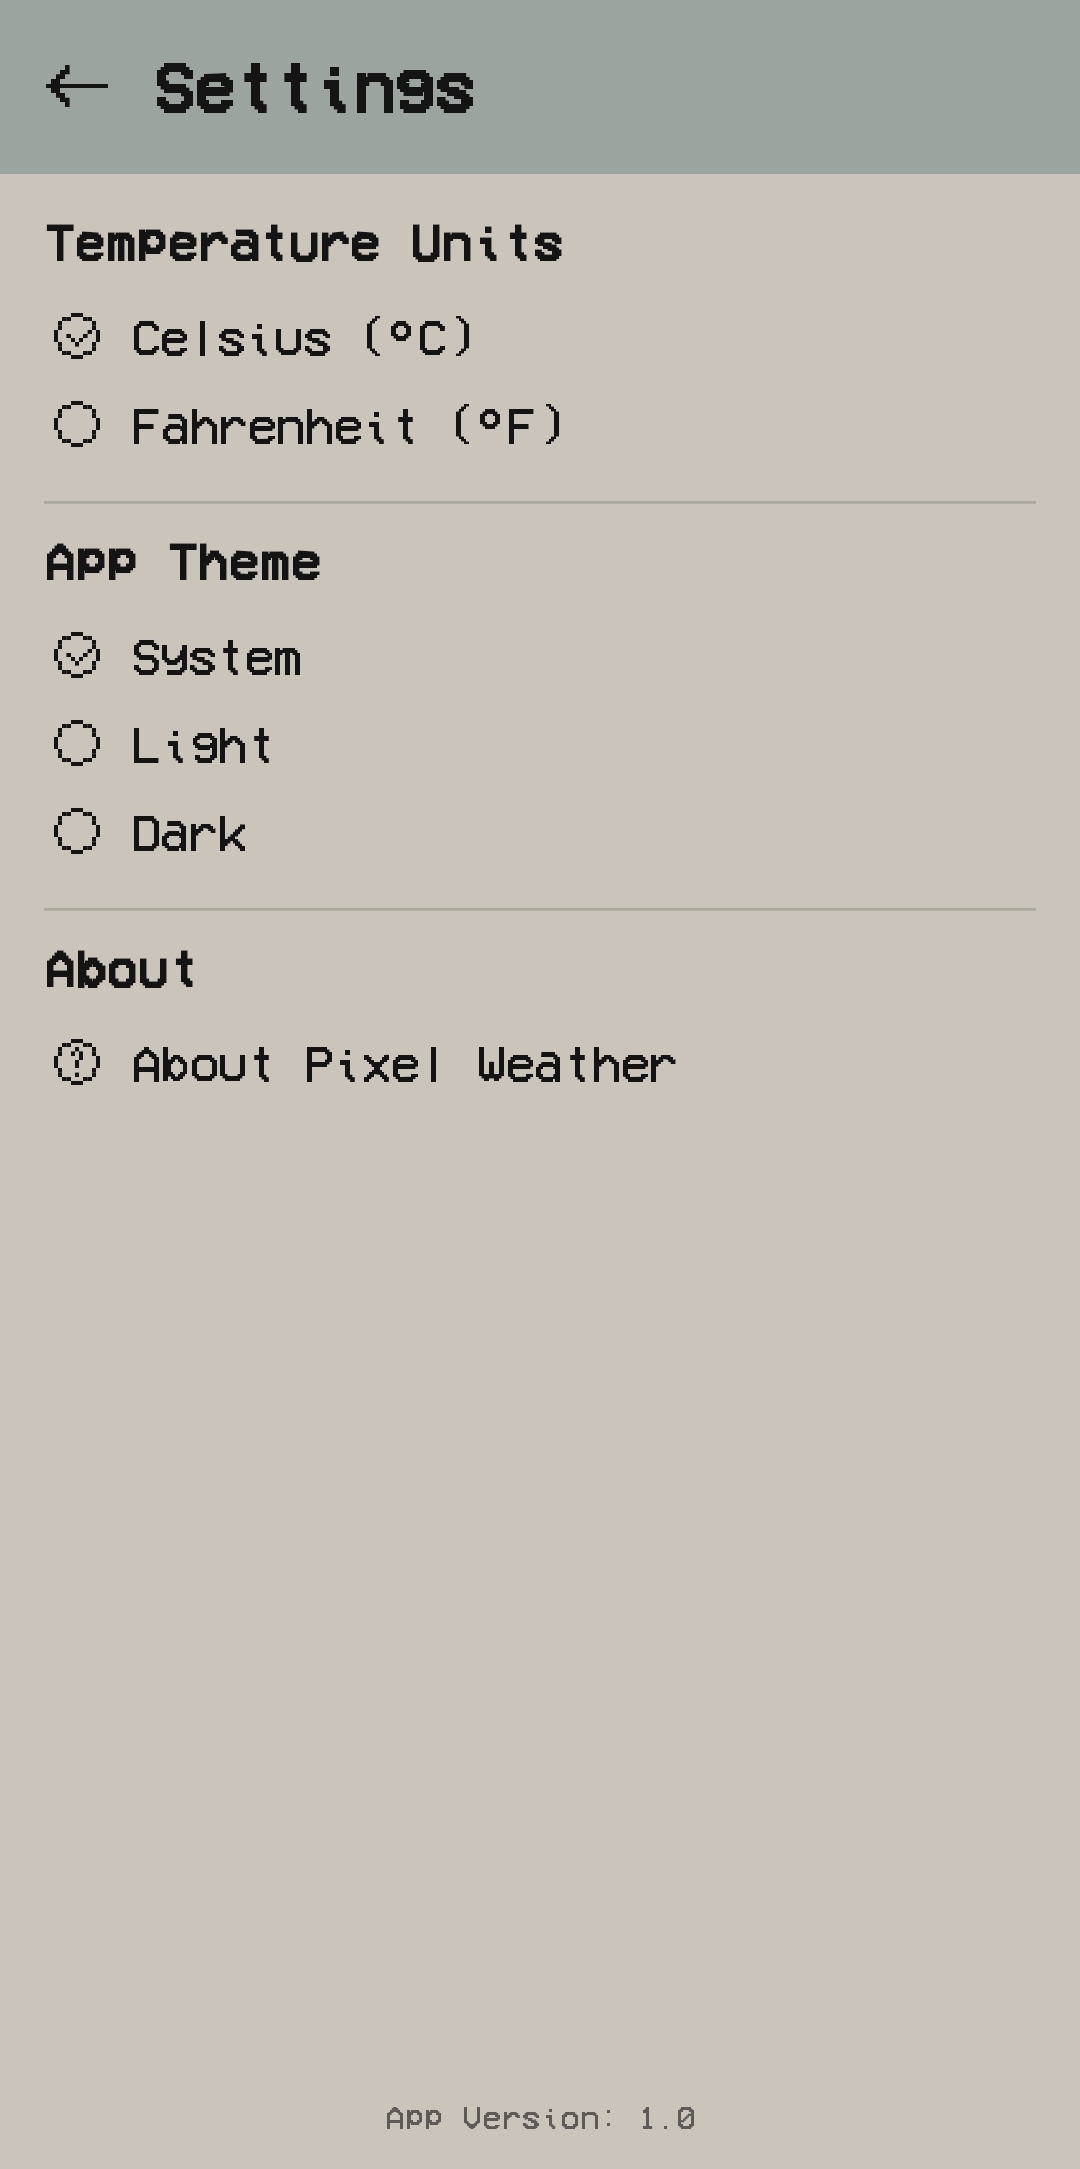 Settings
Temperature Units
Celsius (°C)
Fahrenheit (°F)
App Theme
System
Light
Dark
About
About Pixel Weather
App Version: 1.0